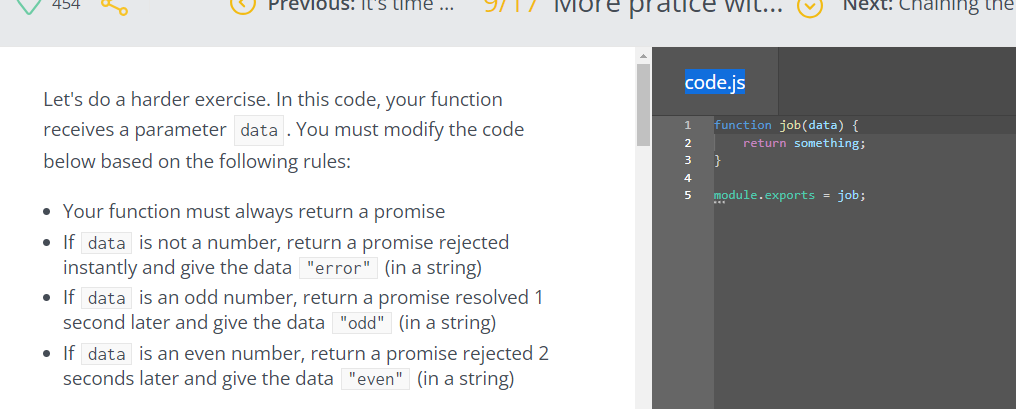 454
Previous: It's time ...
9/17 More pratice wit...
Next: Chaining the
Let's do a harder exercise. In this code, your function
receives a parameter data . You must modify the code
below based on the following rules:
Your function must always return a promise
If data is not a number, return a promise rejected
instantly and give the data "error" (in a string)
If data is an odd number, return a promise resolved 1
second later and give the data "odd" (in a string)
If data is an even number, return a promise rejected 2
seconds later and give the data "even" (in a string)
code.js
1 function job(data) {
2 return something;
3 }
4
5 module.exports = job;